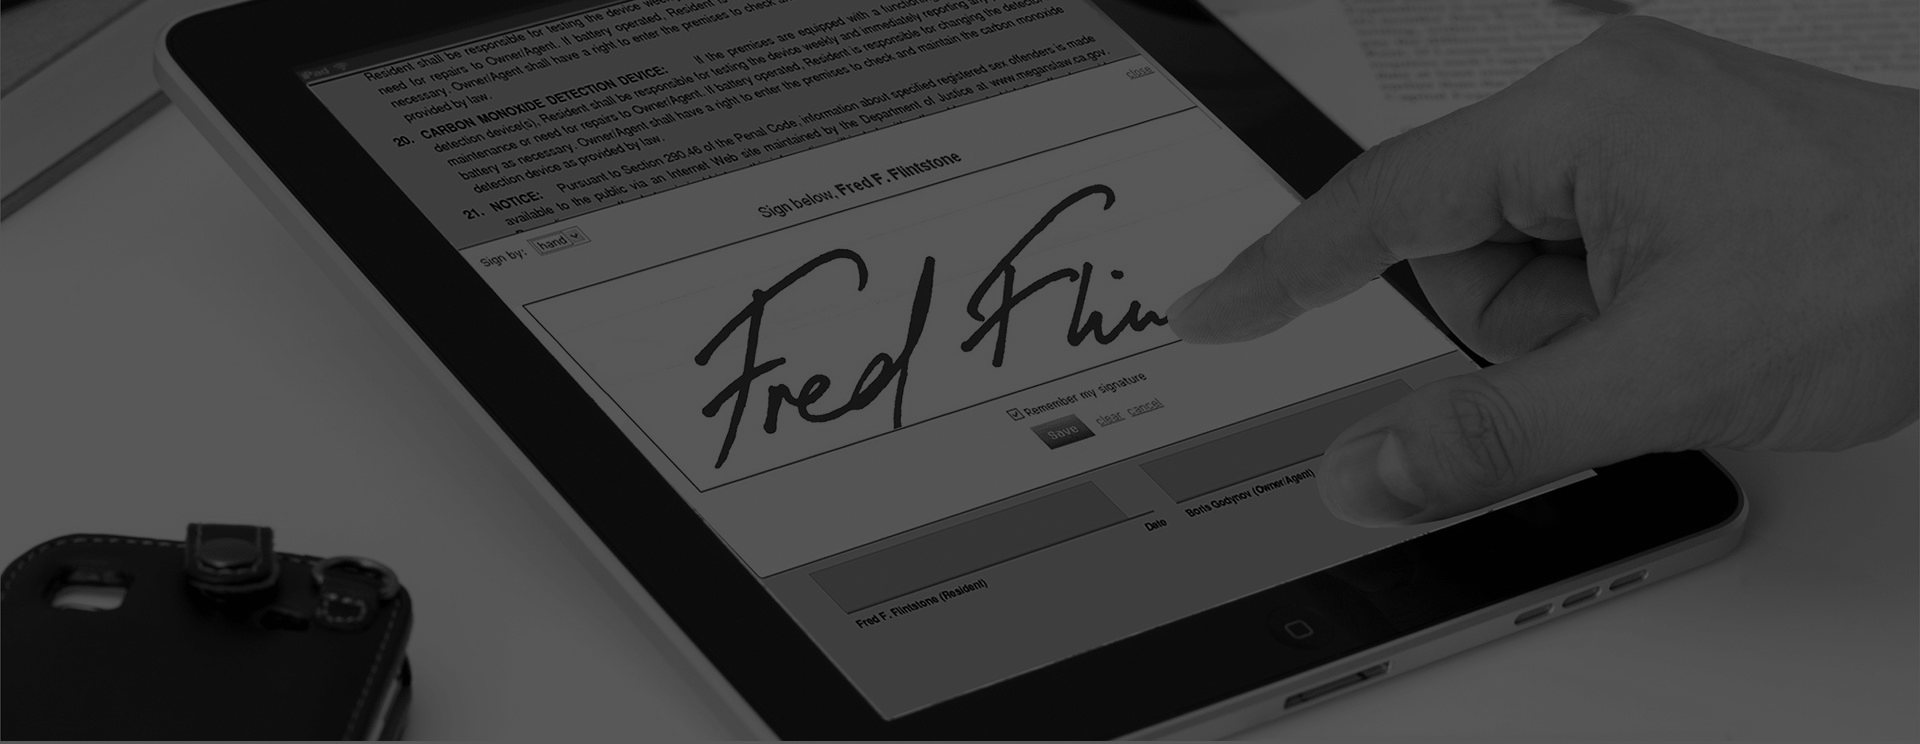 Resident shall be responsible for testing the device
need for repairs to Owner/Agent. If battery operated, Resident is
necessary. Owner/Agent shall have a right to enter the premises to check
provided by law.
20. CARBON MONOXIDE DETECTION DEVICE: If the premises are equipped with a
detection device(s), Resident shall be responsible for testing the device weekly and immediately reporting
maintenance or need for repairs to Owner/Agent. If battery operated, Resident is responsible for changing the
battery as necessary. Owner/Agent shall have a right to enter the premises to check and maintain the carbon monoxide
detection device as provided by law.
21. NOTICE: Pursuant to Section 290.46 of the Penal Code, information about specified registered sex offenders is made
available to the public via an Internet Web site maintained by the Department of Justice at www.meganslaw.ca.gov.
close
Sign below, Fred F. Flintstone
Sign by: hand
Fred Flin
Remember my signature
Save clear cancel
Date Boris Godynov (Owner/Agent)
Fred F. Flintstone (Resident)
iPad